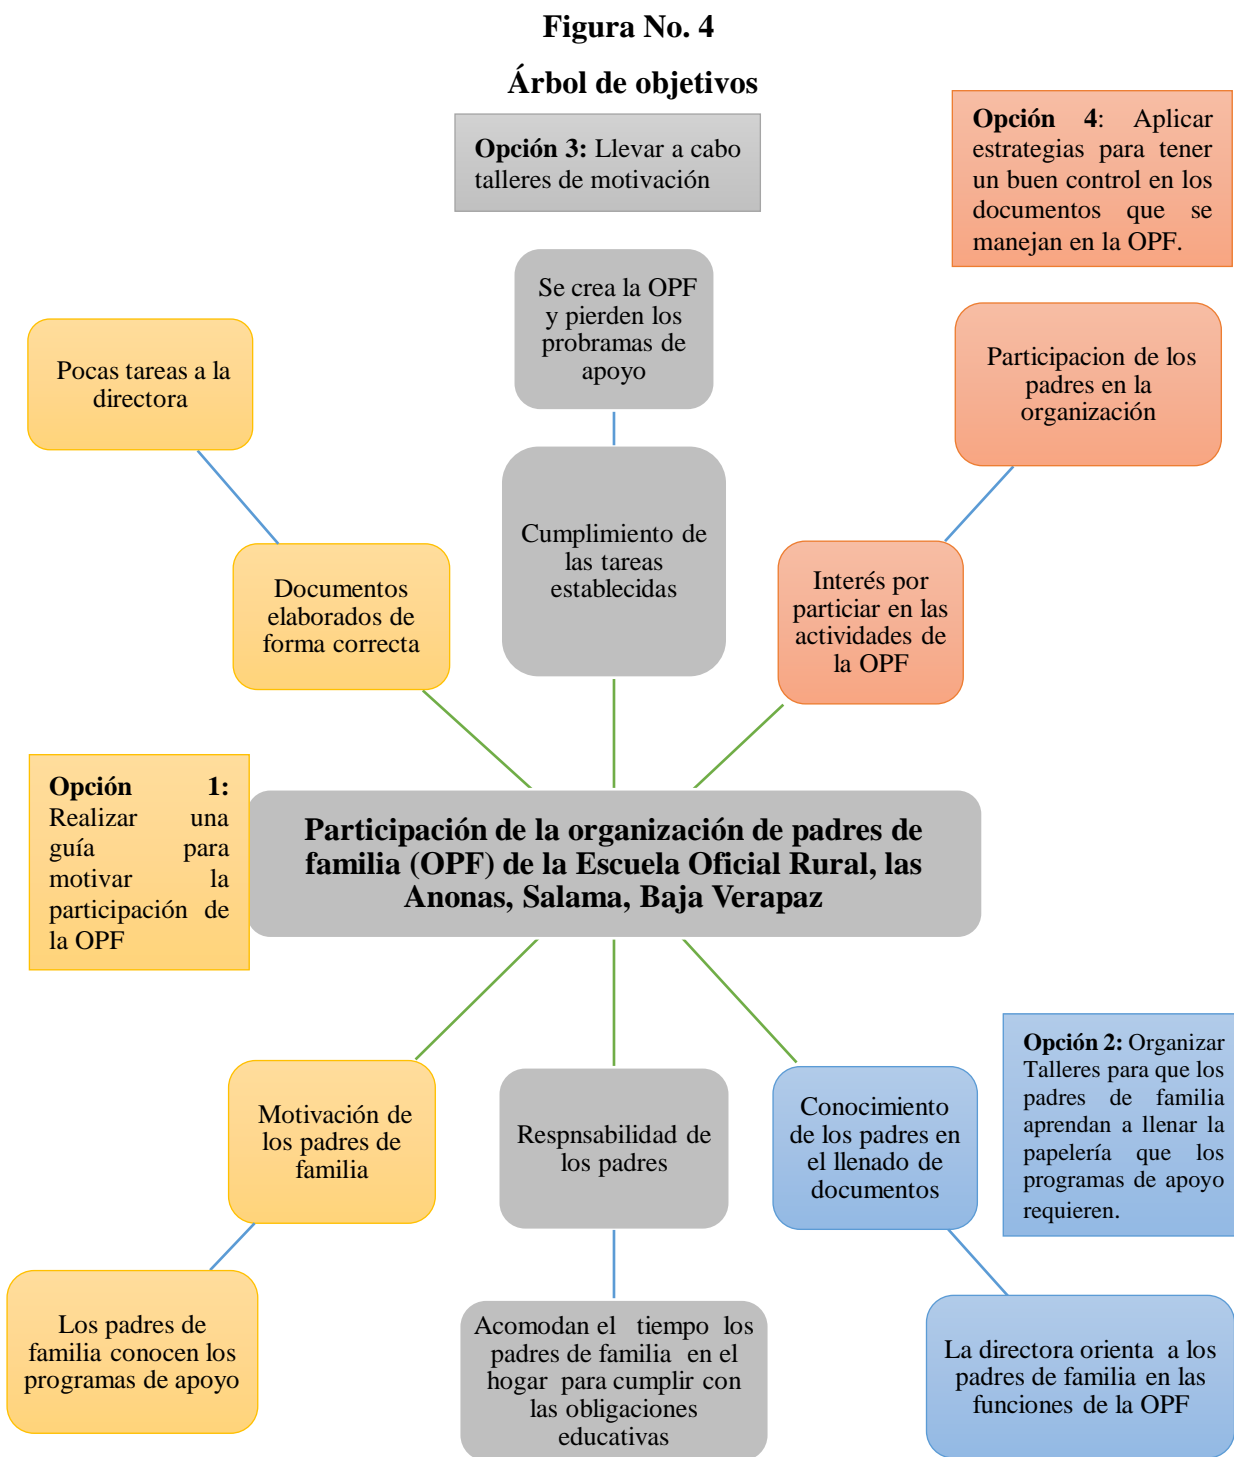 Figura No. 4
Árbol de objetivos
Opción 3: Llevar a cabo
talleres de motivación
Opción 4: Aplicar
estrategias para tener
un buen control en los
documentos que se
manejan en la OPF.
Se crea la OPF
y pierden los
probramas de
apoyo
Pocas tareas a la
directora
Participacion de los
padres en la
organización
Cumplimiento de
las tareas
establecidas
Documentos
elaborados de
forma correcta
Interés por
particiar en las
actividades de
la OPF
Opción 1:
Realizar una
guía para
motivar la
participación de
la OPF
Participación de la organización de padres de
familia (OPF) de la Escuela Oficial Rural, las
Anonas, Salama, Baja Verapaz
Motivación de
los padres de
familia
Respnsabilidad de
los padres
Conocimiento
de los padres en
el llenado de
documentos
Opción 2: Organizar
Talleres para que los
padres de familia
aprendan a llenar la
papelería que los
programas de apoyo
requieren.
Los padres de
familia conocen los
programas de apoyo
Acomodan el tiempo los
padres de familia en el
hogar para cumplir con
las obligaciones
educativas
La directora orienta a los
padres de familia en las
funciones de la OPF